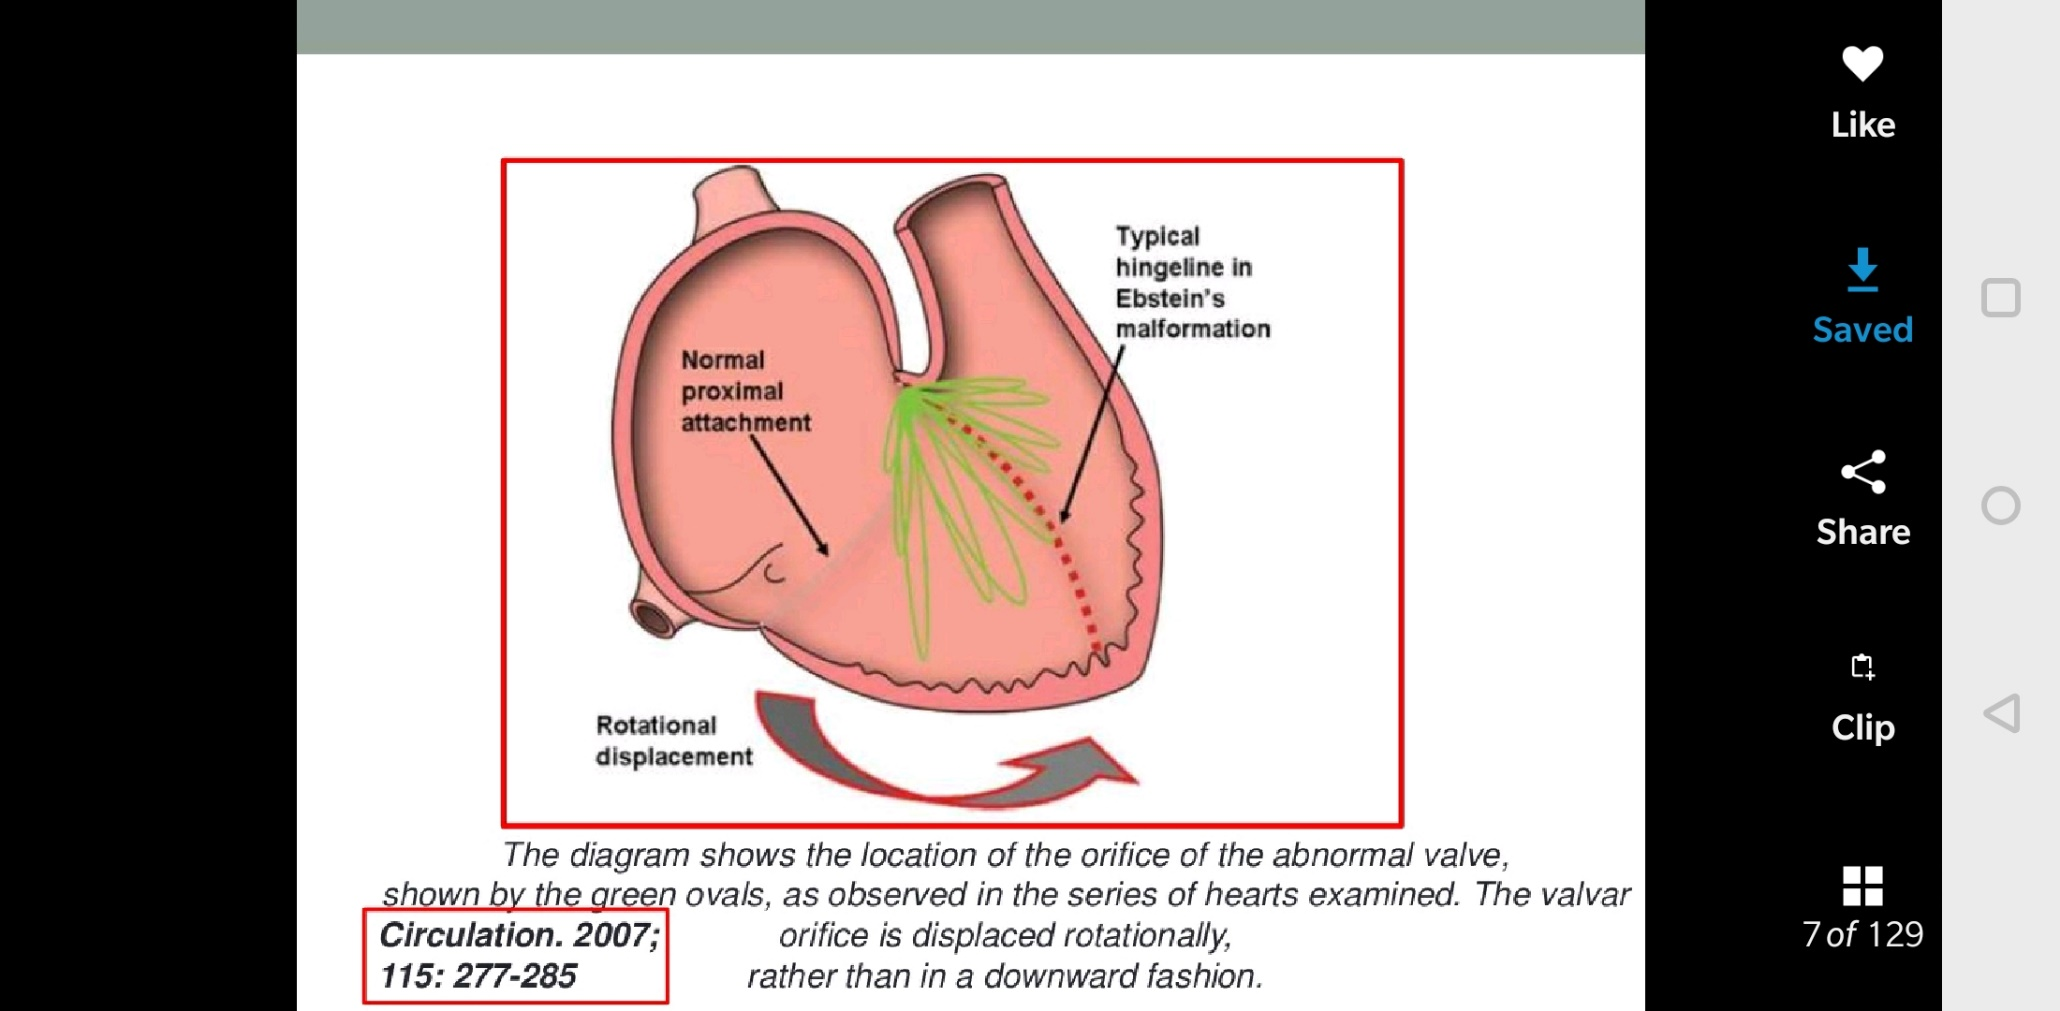 Typical
hingeline in
Ebstein's
malformation
Normal
proximal
attachment
Rotational
displacement
The diagram shows the location of the orifice of the abnormal valve,
shown by the green ovals, as observed in the series of hearts examined. The valvar
orifice is displaced rotationally,
rather than in a downward fashion.
Circulation. 2007;
115: 277-285
Like
Saved
Share
Clip
7 of 129